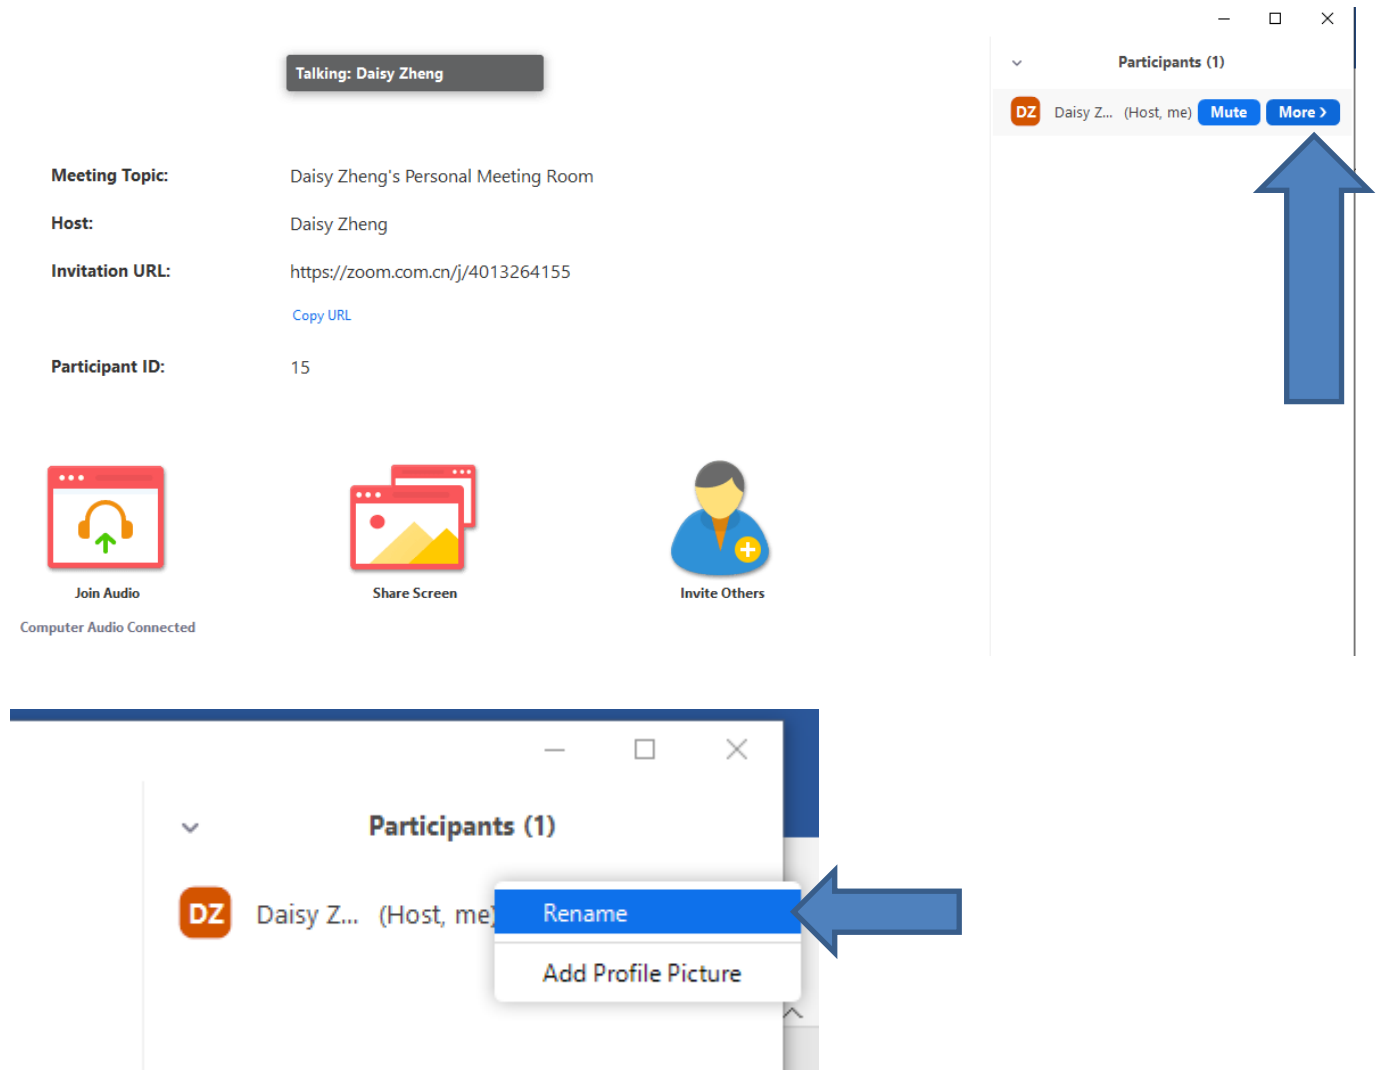 Talking: Daisy Zheng
Participants (1)
DZ Daisy Z... (Host, me) Mute More >
Meeting Topic: Daisy Zheng's Personal Meeting Room
Host: Daisy Zheng
Invitation URL: https://zoom.com.cn/j/4013264155
Copy URL
Participant ID: 15
Join Audio Share Screen Invite Others
Computer Audio Connected
Participants (1)
DZ Daisy Z... (Host, me) Rename
Add Profile Picture